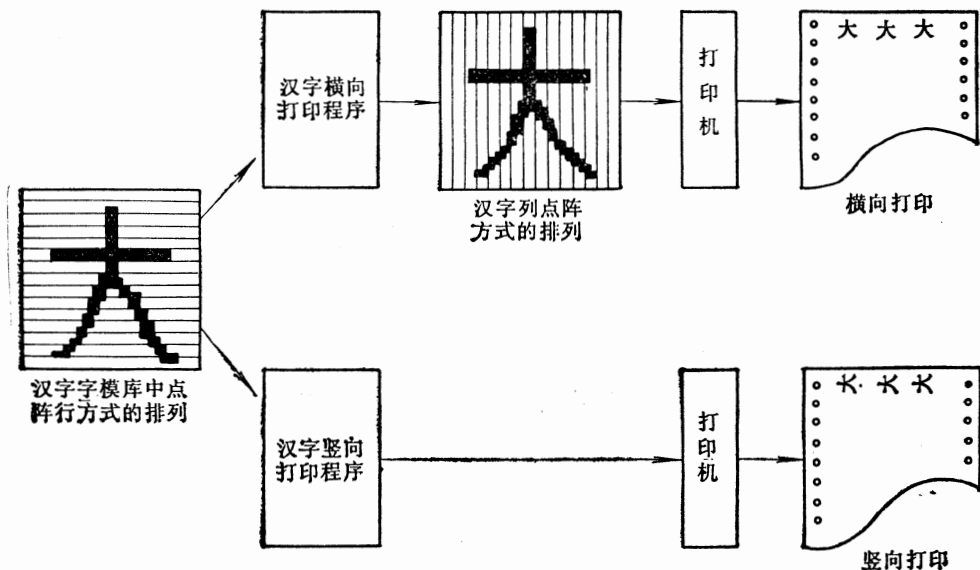 汉字横向
打印程序
打
印
机
大 大 大
汉字列点阵
方式的排列
横向打印
大
大
汉字字模库中点
阵行方式的排列
汉字竖向
打印程序
打
印
机
大 大 大
竖向打印